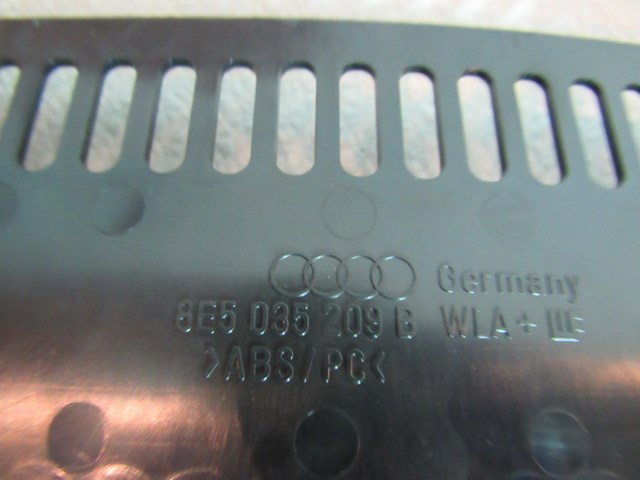 Germany
8E5 035 209 B WLA+
>ABS/PC<